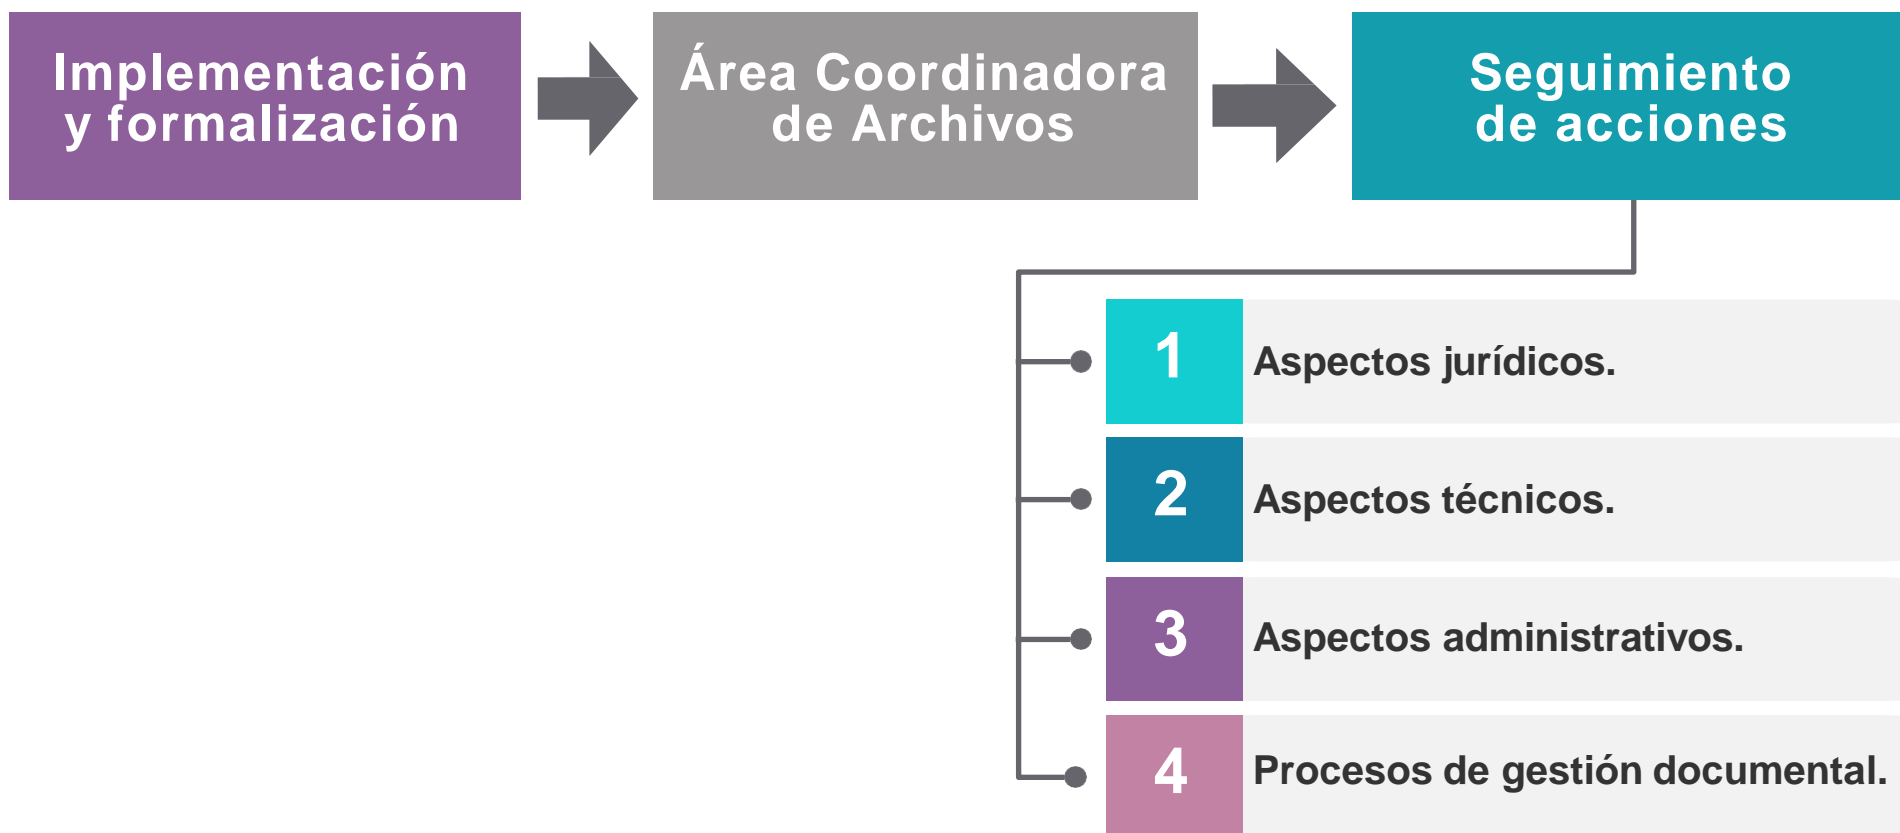 Implementación
y formalización
Área Coordinadora
de Archivos
Seguimiento
de acciones
1
Aspectos jurídicos.
2
Aspectos técnicos.
3
Aspectos administrativos.
4
Procesos de gestión documental.